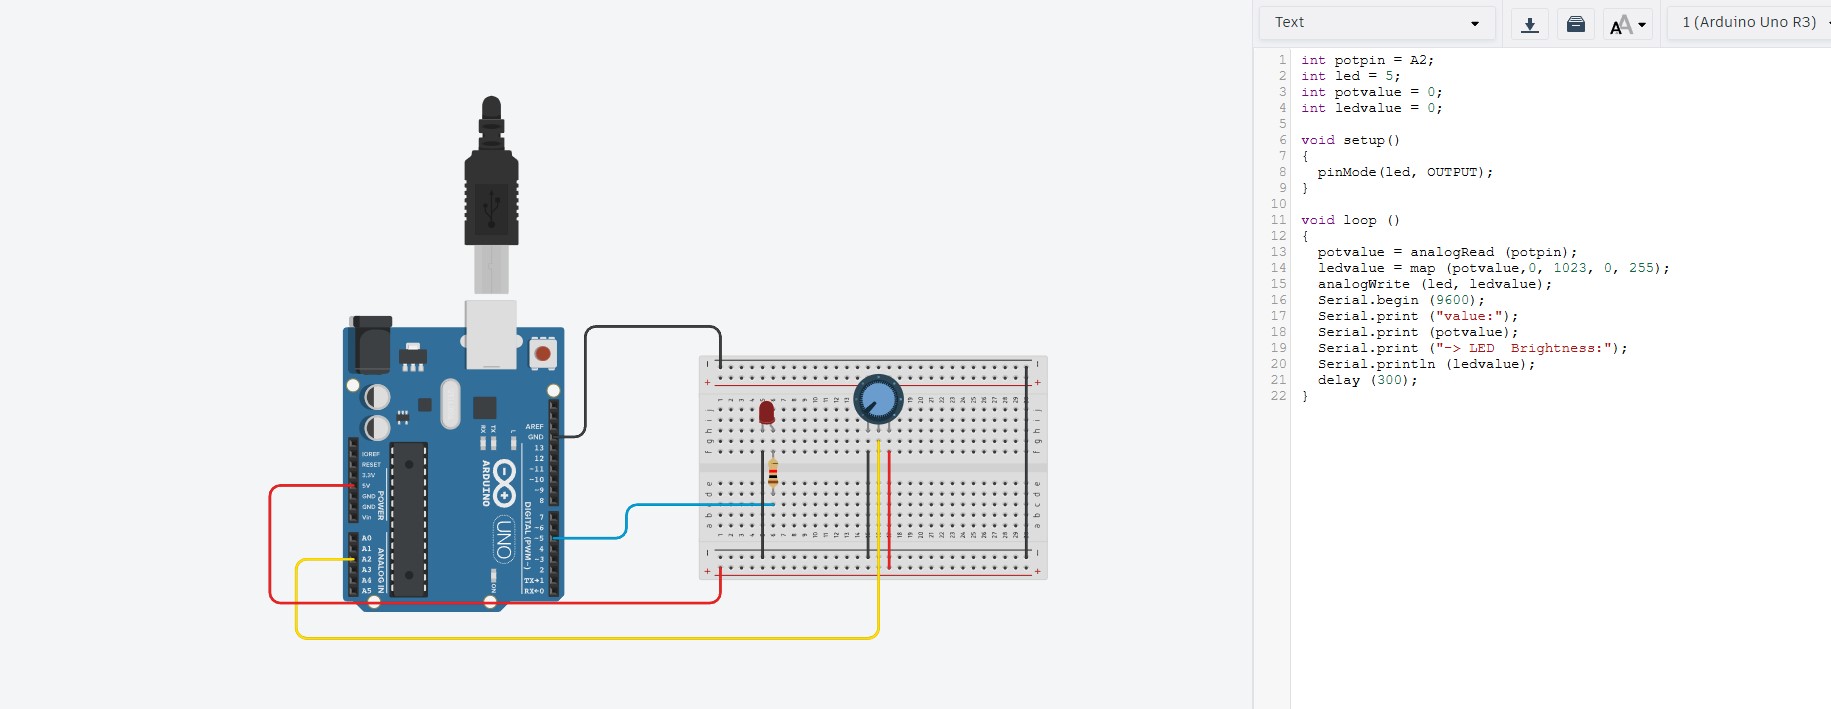 Text
1 (Arduino Uno R3)
1 int potpin = A2;
2 int led = 5;
3 int potvalue = 0;
4 int ledvalue = 0;
5
6 void setup()
7 {
8 pinMode(led, OUTPUT);
9 }
10
11 void loop ()
12 {
13 potvalue = analogRead (potpin);
14 ledvalue = map (potvalue,0, 1023, 0, 255);
15 analogWrite (led, ledvalue);
16 Serial.begin (9600);
17 Serial.print ("value:");
18 Serial.print (potvalue);
19 Serial.print ("-> LED  Brightness:");
20 Serial.println (ledvalue);
21 delay (300);
22 }
AREF
GND
13
12
~11
~10
~9
8
7
~6
~5
4
~3
2
TX→1
RX←0
DIGITAL (PWM~)
IOREF
RESET
3.3V
5V
GND
GND
Vin
POWER
A0
A1
A2
A3
A4
A5
ANALOG IN
RX
TX
L
ARDUINO
UNO
ON
a b c d e
f g h i j